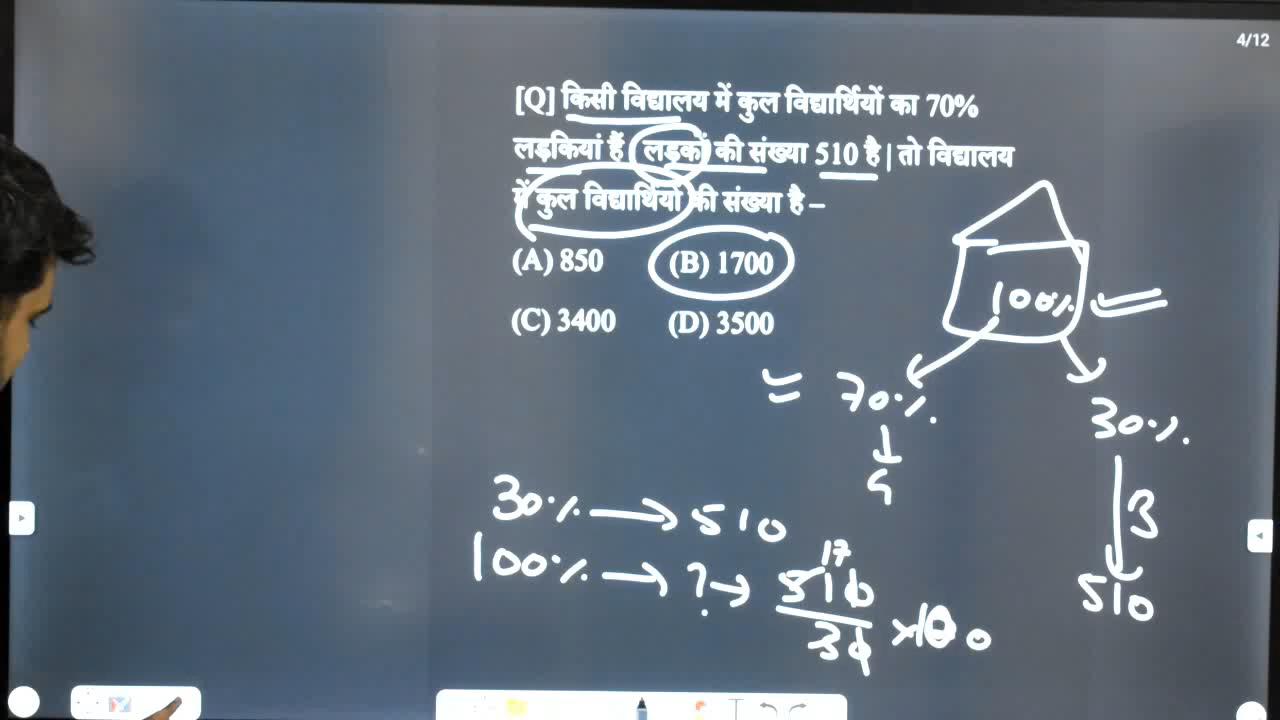 4/12
[Q] किसी विद्यालय में कुल विद्यार्थियों का 70%
लड़कियां हैं लड़कों की संख्या 510 है | तो विद्यालय
में कुल विद्यार्थियों की संख्या है –
(A) 850 (B) 1700
(C) 3400 (D) 3500
100%
= 70% 30%
G B
510
30% → 510
100% → ? → 510/30 × 100
17